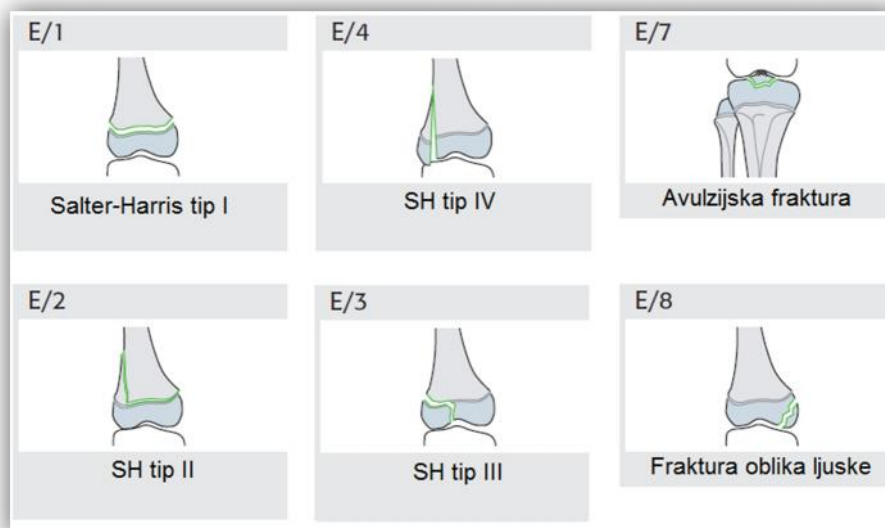 E/1
Salter-Harris tip I
E/4
SH tip IV
E/7
Avulzijska fraktura
E/2
SH tip II
E/3
SH tip III
E/8
Fraktura oblika ljuske